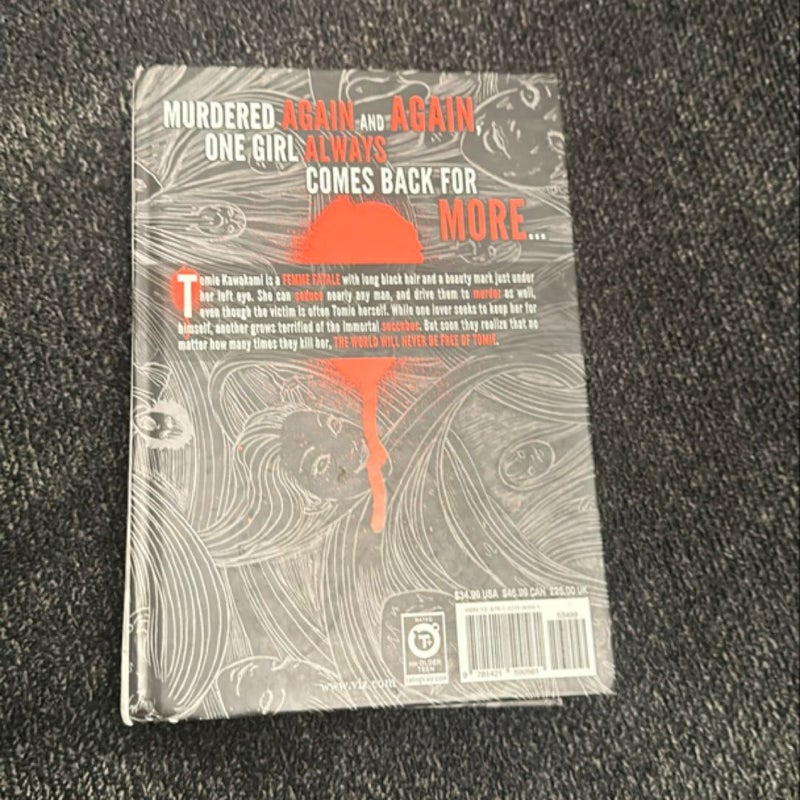 MURDERED AGAIN AND AGAIN,
ONE GIRL ALWAYS
COMES BACK FOR
MORE...
Tomie Kawakami is a FEMME FATALE with long black hair and a beauty mark just under
her left eye. She can seduce nearly any man, and drive them to murder as well,
even though the victim is often Tomie herself. While one lover seeks to keep her for
himself, another grows terrified of the immortal succubus. But soon they realize that no
matter how many times they kill her, THE WORLD WILL NEVER BE FREE OF TOMIE.
$34.99 USA $46.99 CAN £25.00 UK
53499
RATED
T+
FOR OLDER
TEEN
www.viz.com